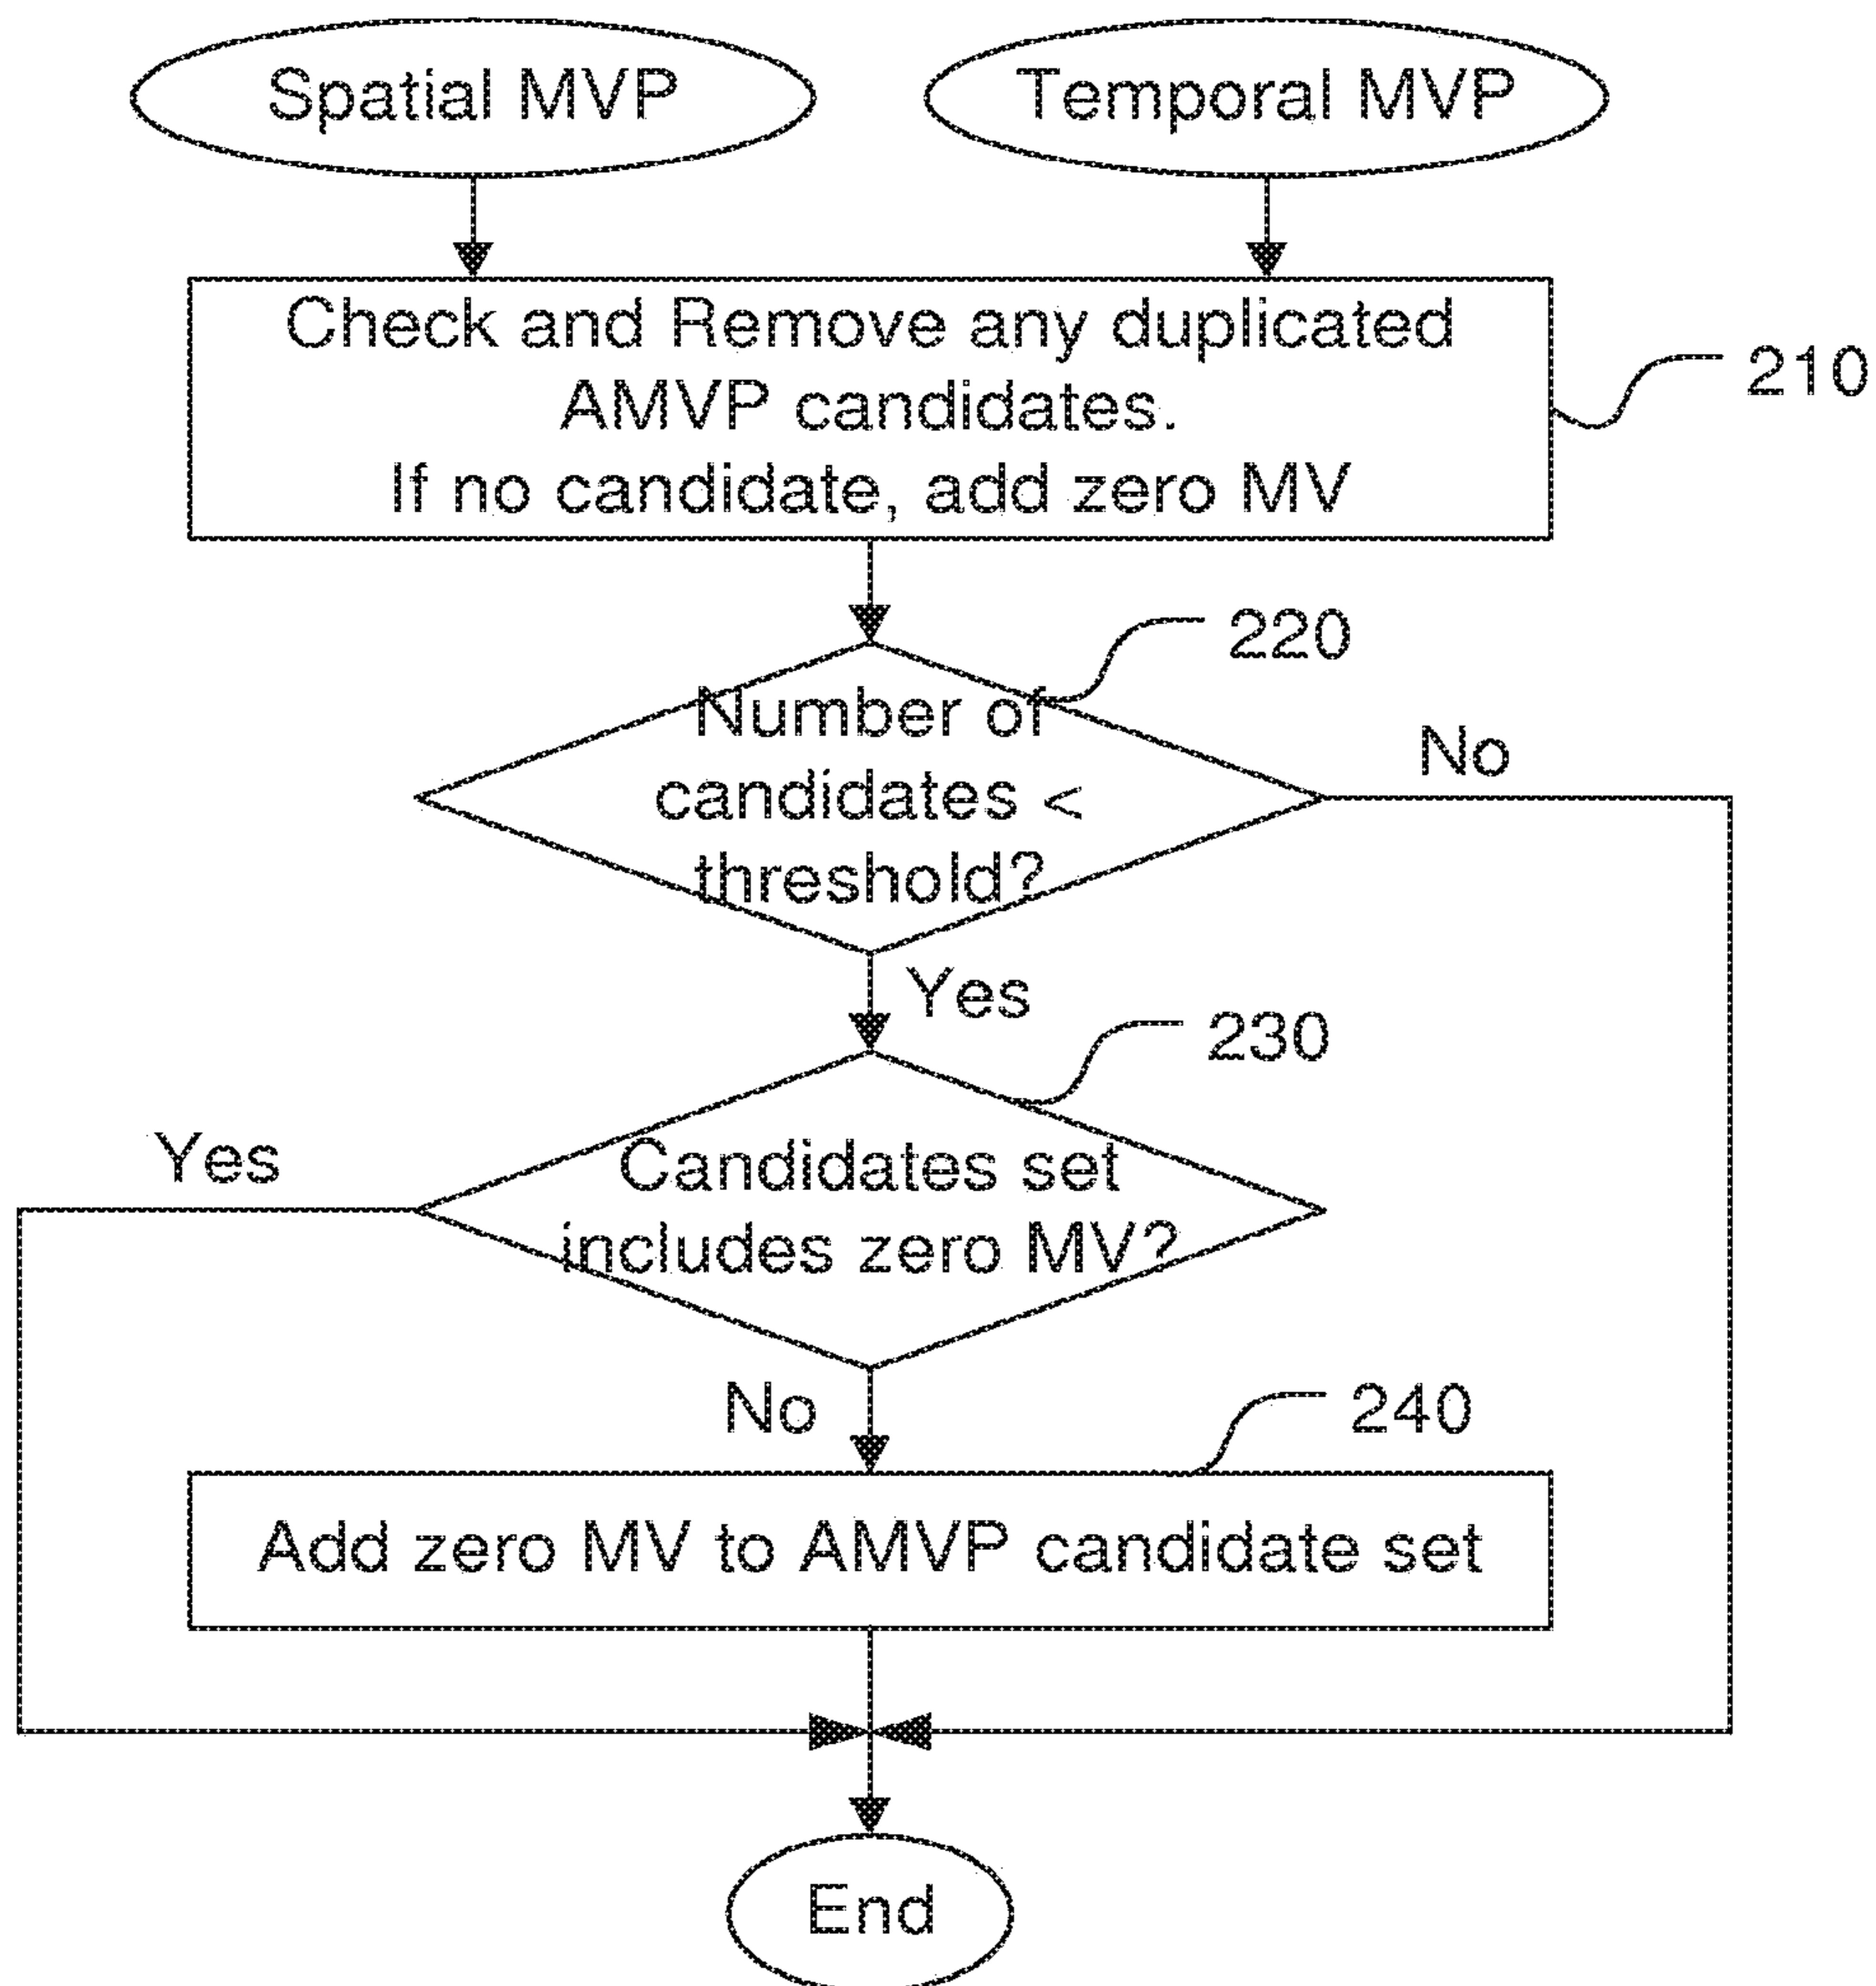 Spatial MVP
Temporal MVP
Check and Remove any duplicated
AMVP candidates.
If no candidate, add zero MV
210
220
Number of
candidates <
threshold?
No
Yes
230
Yes
Candidates set
includes zero MV?
No
240
Add zero MV to AMVP candidate set
End